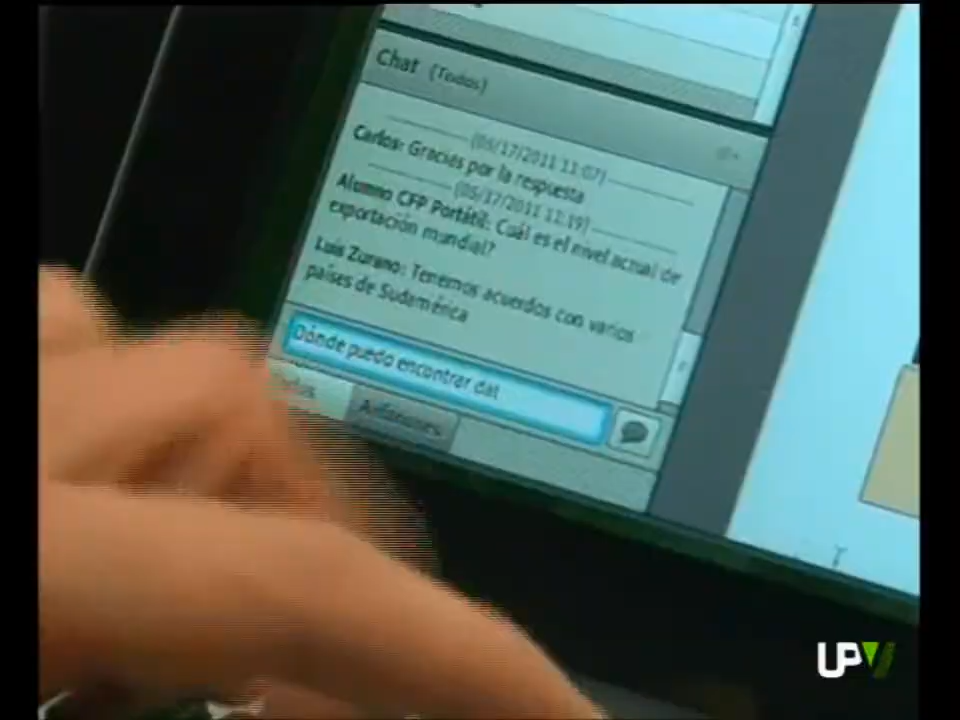 Chat (Todos)
(05/17/2011 11:07)
Carlos: Gracias por la respuesta
(05/17/2011 11:19)
Alumno CFP Portátil: Cuál es el nivel actual de
exportación mundial?
Luis Zurano: Tenemos acuerdos con varios
países de Sudamérica
Dónde puedo encontrar dat
UPV